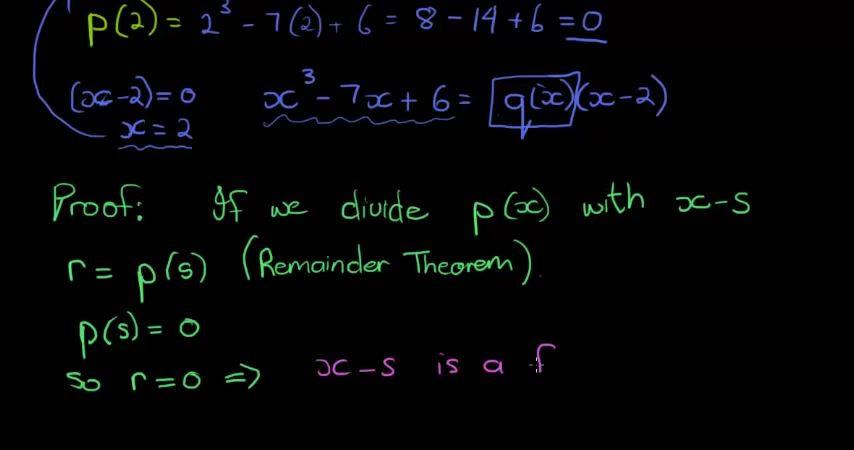 p(2) = 2³ - 7(2) + 6 = 8 - 14 + 6 = 0
(x-2) = 0 x³ - 7x + 6 = q(x)(x-2)
x = 2
Proof: If we divide p(x) with x-s
r = p(s) (Remainder Theorem).
p(s) = 0
so r = 0 ⇒ x-s is a f